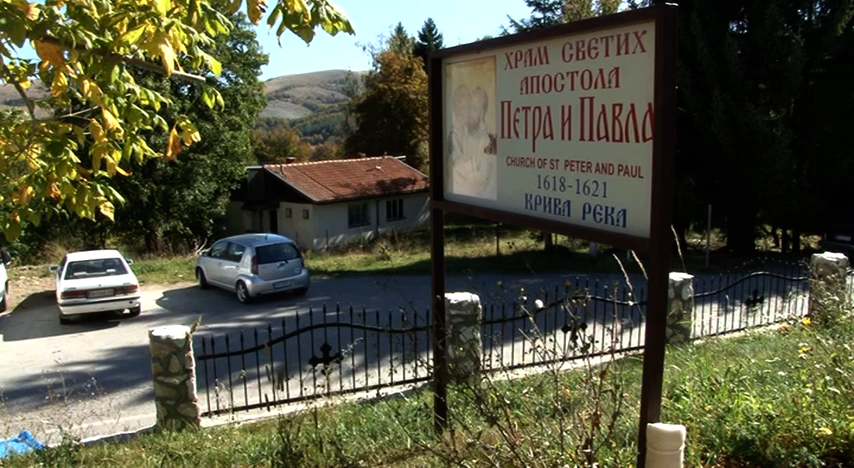 ХРАМ СВЕТИХ
АПОСТОЛА
ПЕТРА И ПАВЛА
CHURCH OF ST PETER AND PAUL
1618-1621
КРИВА РЕКА